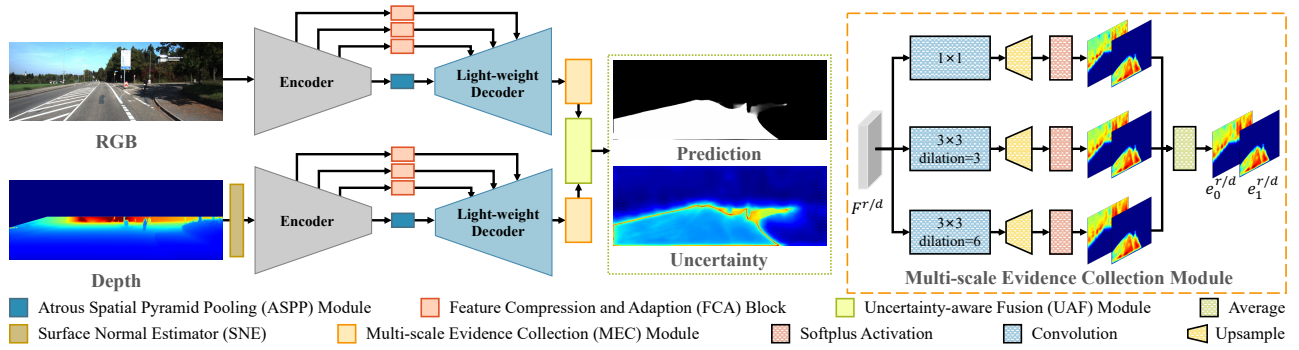 RGB
Depth
Encoder
Light-weight
Decoder
Encoder
Light-weight
Decoder
Prediction
Uncertainty
F^{r/d}
1×1
3×3
dilation=3
3×3
dilation=6
e_0^{r/d} e_1^{r/d}
Multi-scale Evidence Collection Module
Atrous Spatial Pyramid Pooling (ASPP) Module Feature Compression and Adaption (FCA) Block Uncertainty-aware Fusion (UAF) Module Average
Surface Normal Estimator (SNE) Multi-scale Evidence Collection (MEC) Module Softplus Activation Convolution Upsample